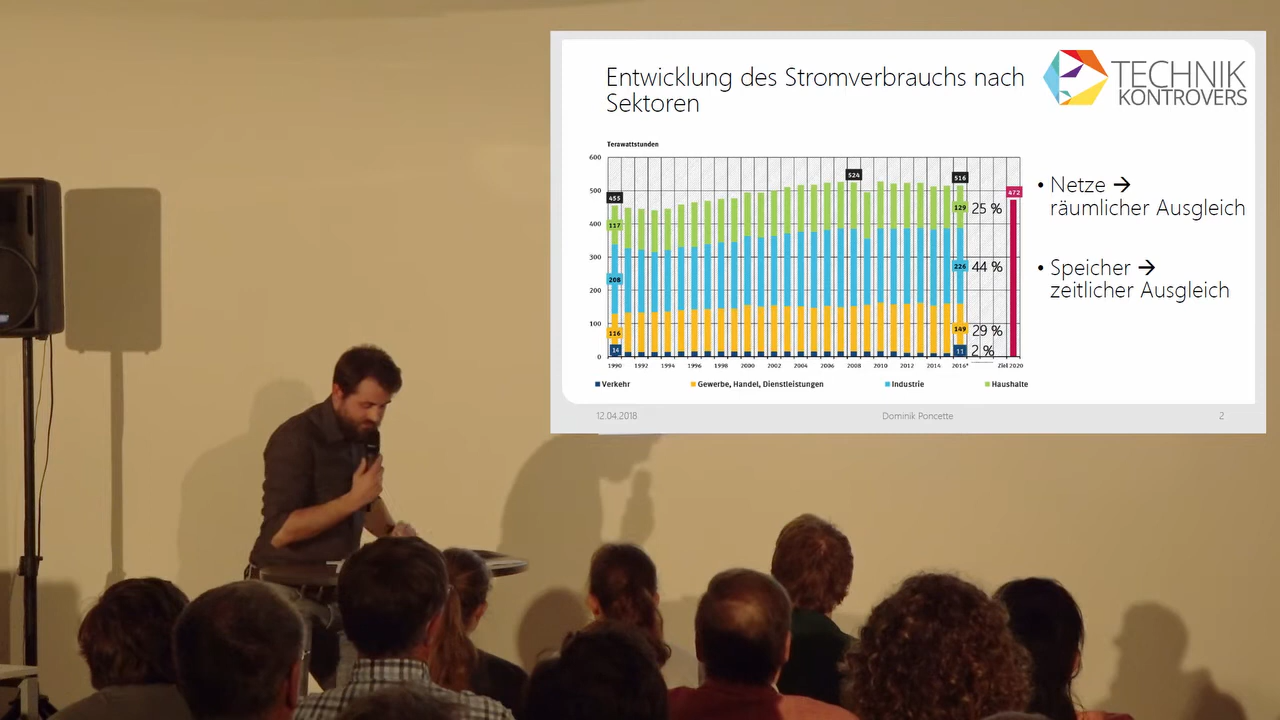 Entwicklung des Stromverbrauchs nach
Sektoren
TECHNIK
KONTROVERS
Terawattstunden
600
500
400
300
200
100
0
455
117
208
116
14
524
516
129
226
149
11
25 %
44 %
29 %
2 %
472
1990 1992 1994 1996 1998 2000 2002 2004 2006 2008 2010 2012 2014 2016* Ziel 2020
Verkehr Gewerbe, Handel, Dienstleistungen Industrie Haushalte
• Netze →
räumlicher Ausgleich
• Speicher →
zeitlicher Ausgleich
12.04.2018 Dominik Poncette 2